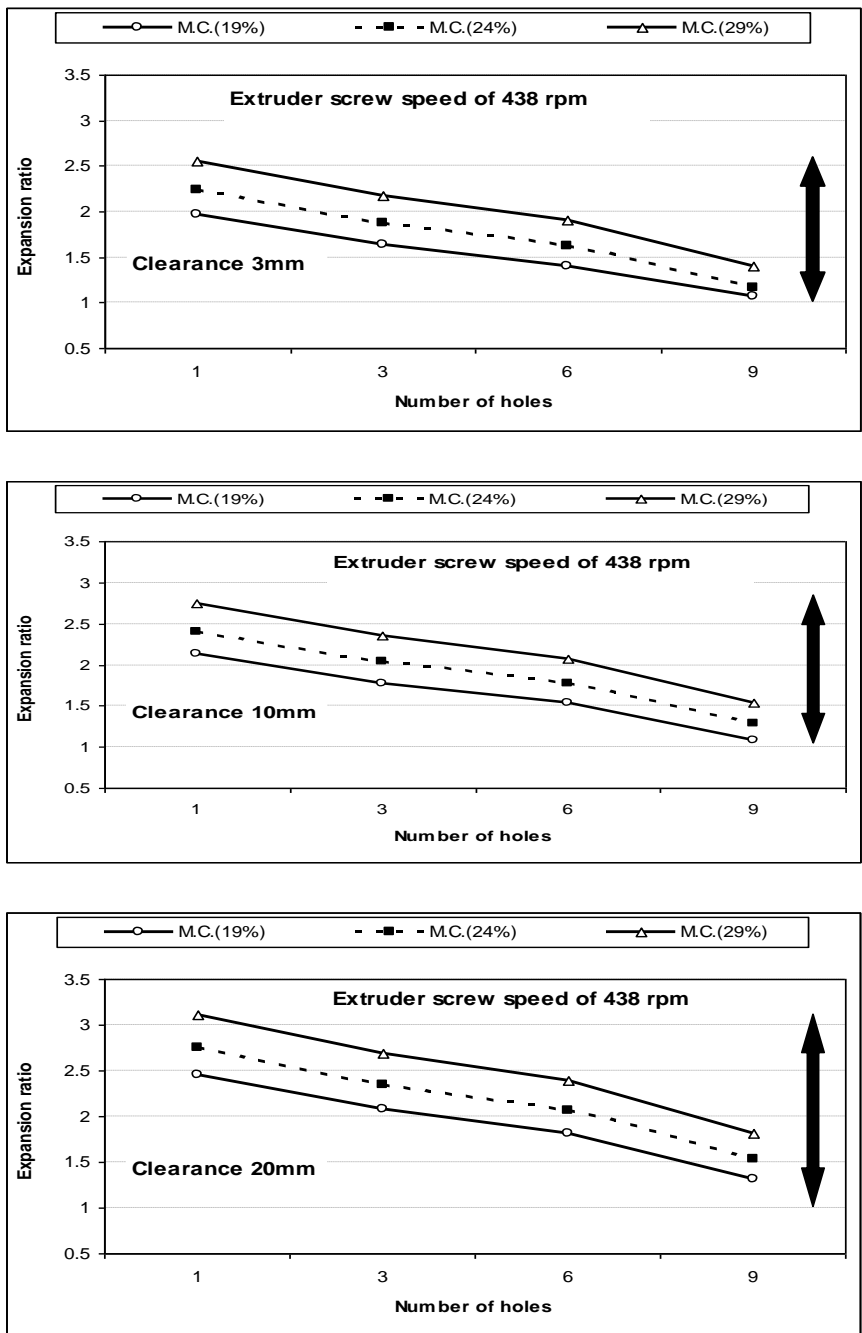 M.C.(19%) M.C.(24%) M.C.(29%)
3.5
Extruder screw speed of 438 rpm
3
2.5
2
1.5
Clearance 3mm
1
0.5
1 3 6 9
Expansion ratio
Number of holes
M.C.(19%) M.C.(24%) M.C.(29%)
3.5
Extruder screw speed of 438 rpm
3
2.5
2
1.5
Clearance 10mm
1
0.5
1 3 6 9
Expansion ratio
Number of holes
M.C.(19%) M.C.(24%) M.C.(29%)
3.5
Extruder screw speed of 438 rpm
3
2.5
2
1.5
Clearance 20mm
1
0.5
1 3 6 9
Expansion ratio
Number of holes